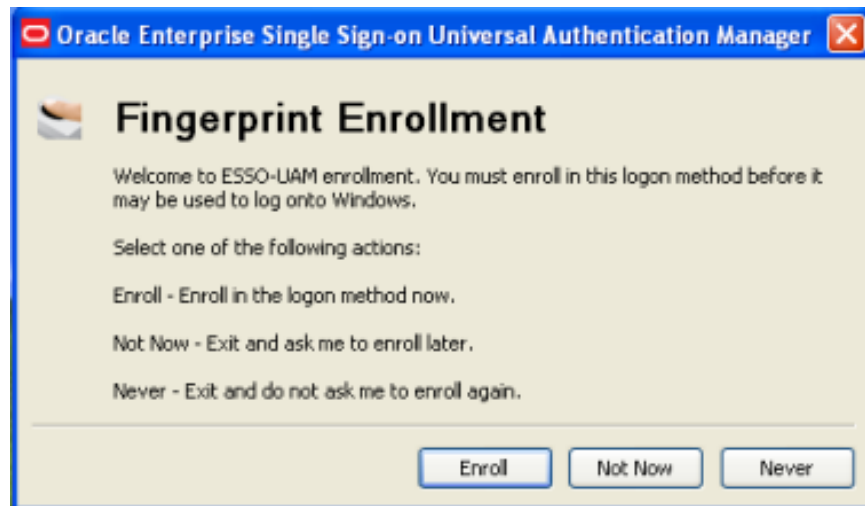 Oracle Enterprise Single Sign-on Universal Authentication Manager
Fingerprint Enrollment
Welcome to ESSO-UAM enrollment. You must enroll in this logon method before it
may be used to log onto Windows.
Select one of the following actions:
Enroll - Enroll in the logon method now.
Not Now - Exit and ask me to enroll later.
Never - Exit and do not ask me to enroll again.
Enroll Not Now Never